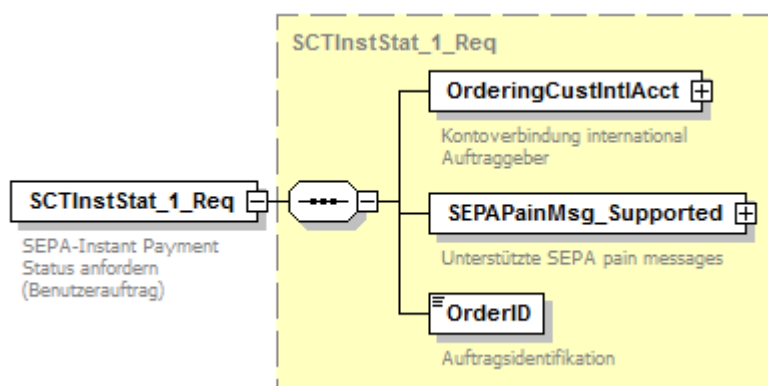 SCTInstStat_1_Req
OrderingCustIntlAcct
Kontoverbindung international
Auftraggeber
SCTInstStat_1_Req
SEPA-Instant Payment
Status anfordern
(Benutzerauftrag)
SEPAPainMsg_Supported
Unterstützte SEPA pain messages
OrderID
Auftragsidentifikation